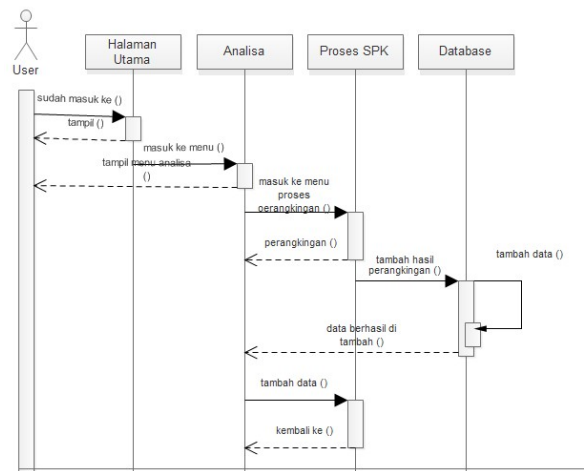 User
Halaman
Utama
Analisa
Proses SPK
Database
sudah masuk ke ()
tampil ()
masuk ke menu ()
tampil menu analisa
()
masuk ke menu
proses
oerangkingan ()
perangkingan ()
tambah hasil
perangkingan ()
tambah data ()
data berhasil di
tambah ()
tambah data ()
kembali ke ()